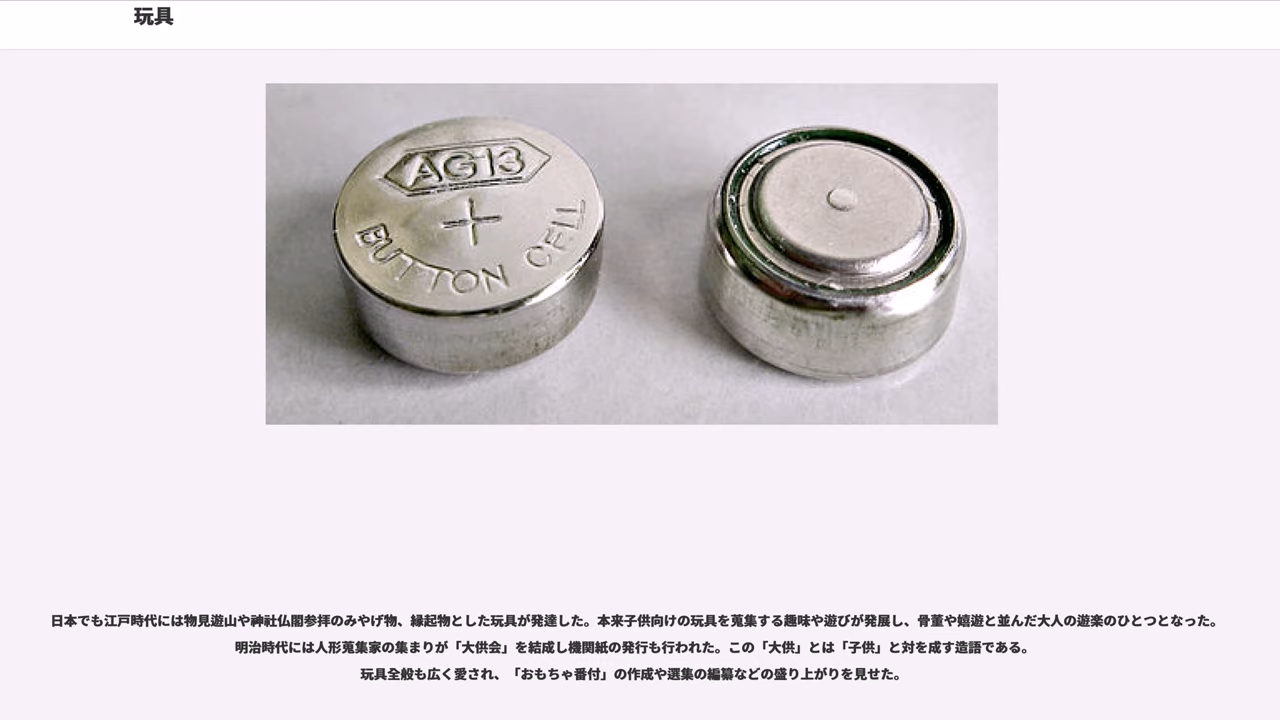 玩具
AG13
+
BUTTON CELL
日本でも江戸時代には物見遊山や神社仏閣参拝のみやげ物、縁起物とした玩具が発達した。本来子供向けの玩具を蒐集する趣味や遊びが発展し、骨董や嬉遊と並んだ大人の遊楽のひとつとなった。
明治時代には人形蒐集家の集まりが「大供会」を結成し機関紙の発行も行われた。この「大供」とは「子供」と対を成す造語である。
玩具全般も広く愛され、「おもちゃ番付」の作成や選集の編纂などの盛り上がりを見せた。